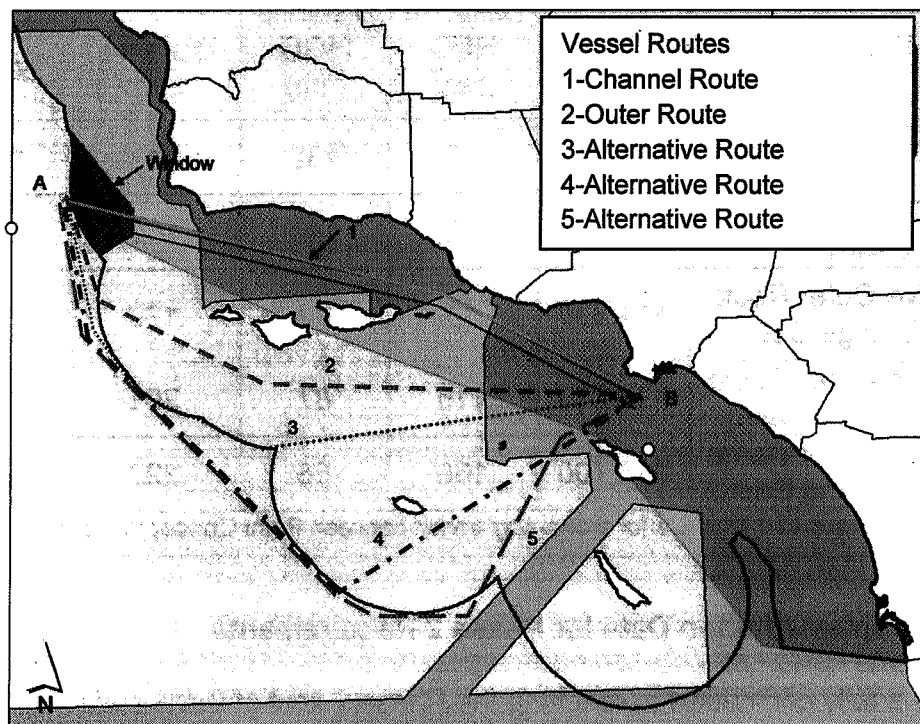 Vessel Routes
1-Channel Route
2-Outer Route
3-Alternative Route
4-Alternative Route
5-Alternative Route
Window
A
1
2
B
3
4
5
N